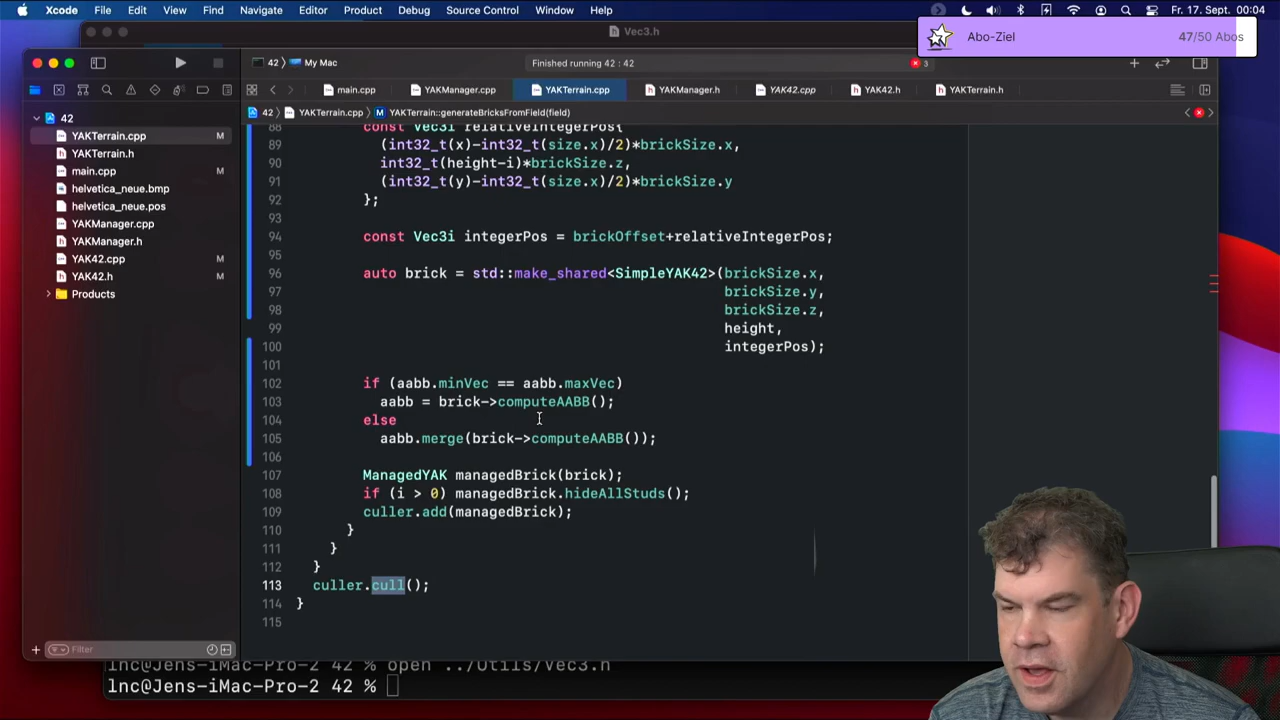 Xcode File Edit View Find Navigate Editor Product Debug Source Control Window Help Fr. 17. Sept. 00:04
Vec3.h
Abo-Ziel 47/50 Abos
42 My Mac Finished running 42 : 42 3
main.cpp YAKManager.cpp YAKTerrain.cpp YAKManager.h YAK42.cpp YAK42.h YAKTerrain.h
42 YAKTerrain.cpp M YAKTerrain::generateBricksFromField(field)
42
YAKTerrain.cpp M
YAKTerrain.h
main.cpp M
helvetica_neue.bmp
helvetica_neue.pos
YAKManager.cpp
YAKManager.h
YAK42.cpp M
YAK42.h M
Products
Filter
88 const Vec3i relativeIntegerPos{
89 (int32_t(x)-int32_t(size.x)/2)*brickSize.x,
90 int32_t(height-i)*brickSize.z,
91 (int32_t(y)-int32_t(size.x)/2)*brickSize.y
92 };
93
94 const Vec3i integerPos = brickOffset+relativeIntegerPos;
95
96 auto brick = std::make_shared<SimpleYAK42>(brickSize.x,
97 brickSize.y,
98 brickSize.z,
99 height,
100 integerPos);
101
102 if (aabb.minVec == aabb.maxVec)
103 aabb = brick->computeAABB();
104 else
105 aabb.merge(brick->computeAABB());
106
107 ManagedYAK managedBrick(brick);
108 if (i > 0) managedBrick.hideAllStuds();
109 culler.add(managedBrick);
110 }
111 }
112 }
113 culler.cull();
114 }
115
lnc@Jens-iMac-Pro-2 42 % open ../Utils/Vec3.h
lnc@Jens-iMac-Pro-2 42 %